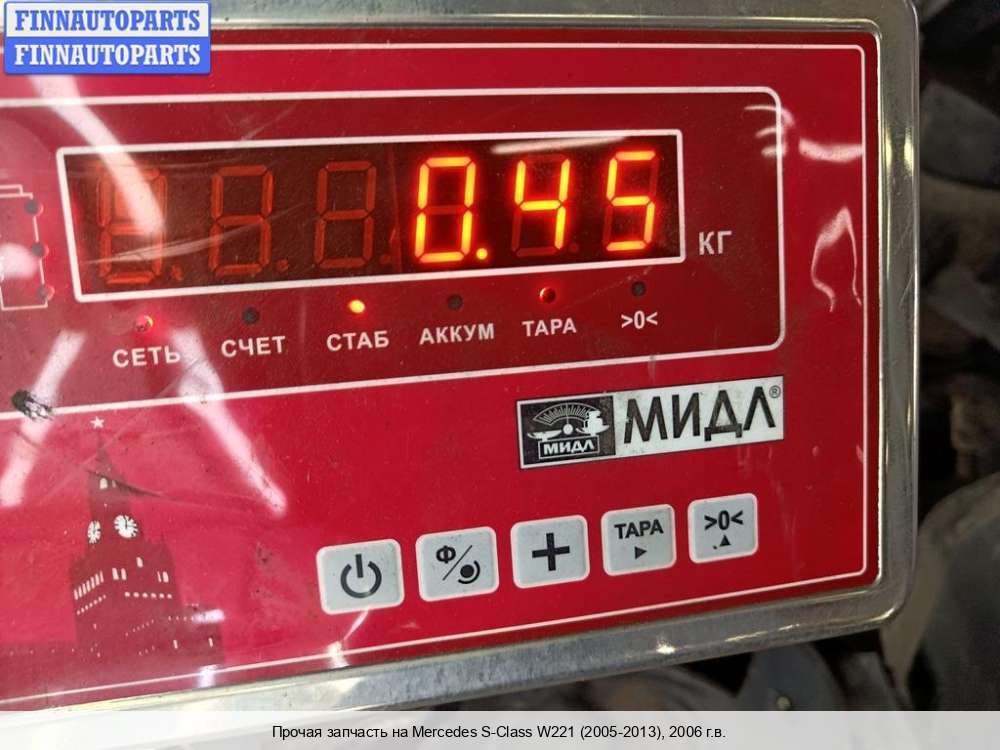 FINNAUTOPARTS
FINNAUTOPARTS
0.45
КГ
СЕТЬ СЧЕТ СТАБ АККУМ ТАРА >0<
МИДЛ МИДЛ®
Ф ТАРА >0<
Прочая запчасть на Mercedes S-Class W221 (2005-2013), 2006 г.в.